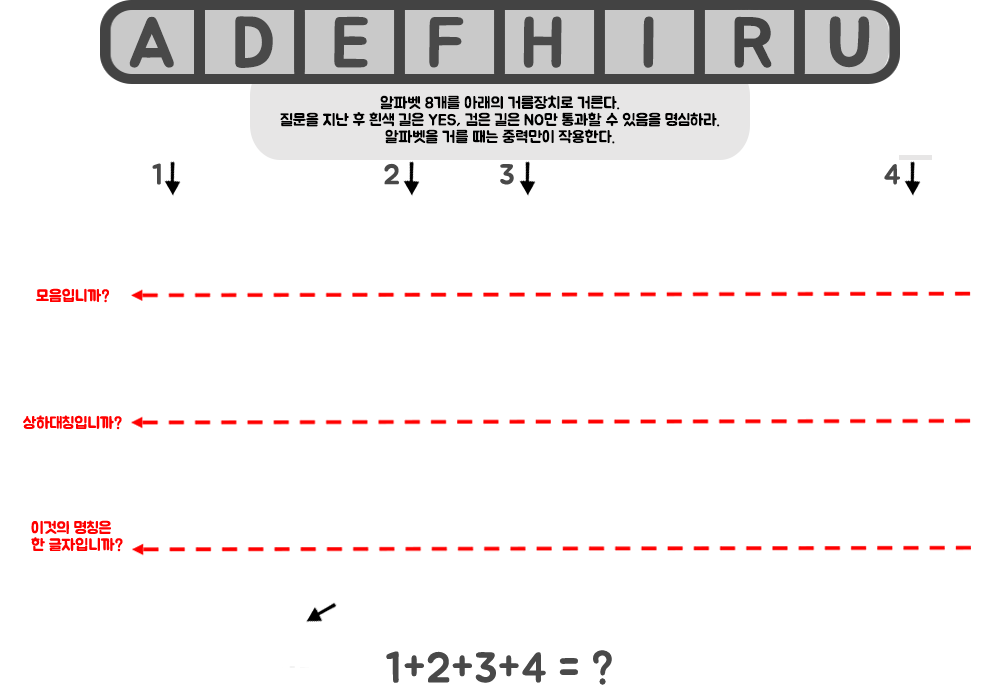 A D E F H I R U
알파벳 8개를 아래의 거름장치로 거른다.
질문을 지난 후 흰색 길은 YES, 검은 길은 NO만 통과할 수 있음을 명심하라.
알파벳을 거를 때는 중력만이 작용한다.
1 2 3 4
모음입니까?
상하대칭입니까?
이것의 명칭은
한 글자입니까?
1+2+3+4 = ?